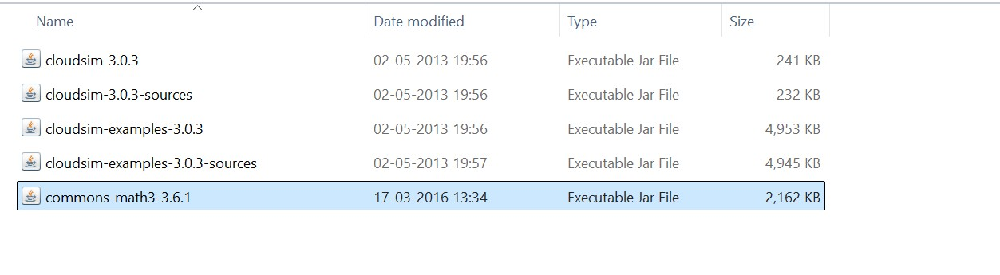 Name Date modified Type Size
cloudsim-3.0.3 02-05-2013 19:56 Executable Jar File 241 KB
cloudsim-3.0.3-sources 02-05-2013 19:56 Executable Jar File 232 KB
cloudsim-examples-3.0.3 02-05-2013 19:56 Executable Jar File 4,953 KB
cloudsim-examples-3.0.3-sources 02-05-2013 19:57 Executable Jar File 4,945 KB
commons-math3-3.6.1 17-03-2016 13:34 Executable Jar File 2,162 KB